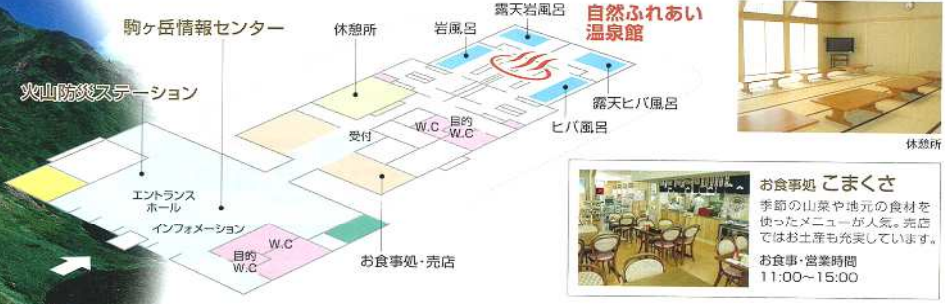 駒ヶ岳情報センター
火山防災ステーション
休憩所
岩風呂
露天岩風呂
自然ふれあい
温泉館
露天ヒバ風呂
ヒバ風呂
受付
W.C
目的
W.C
エントランス
ホール
インフォメーション
W.C
目的
W.C
お食事処・売店
休憩所
お食事処 こまくさ
季節の山菜や地元の食材を
使ったメニューが人気。売店
ではお土産も充実しています。
お食事・営業時間
11:00~15:00